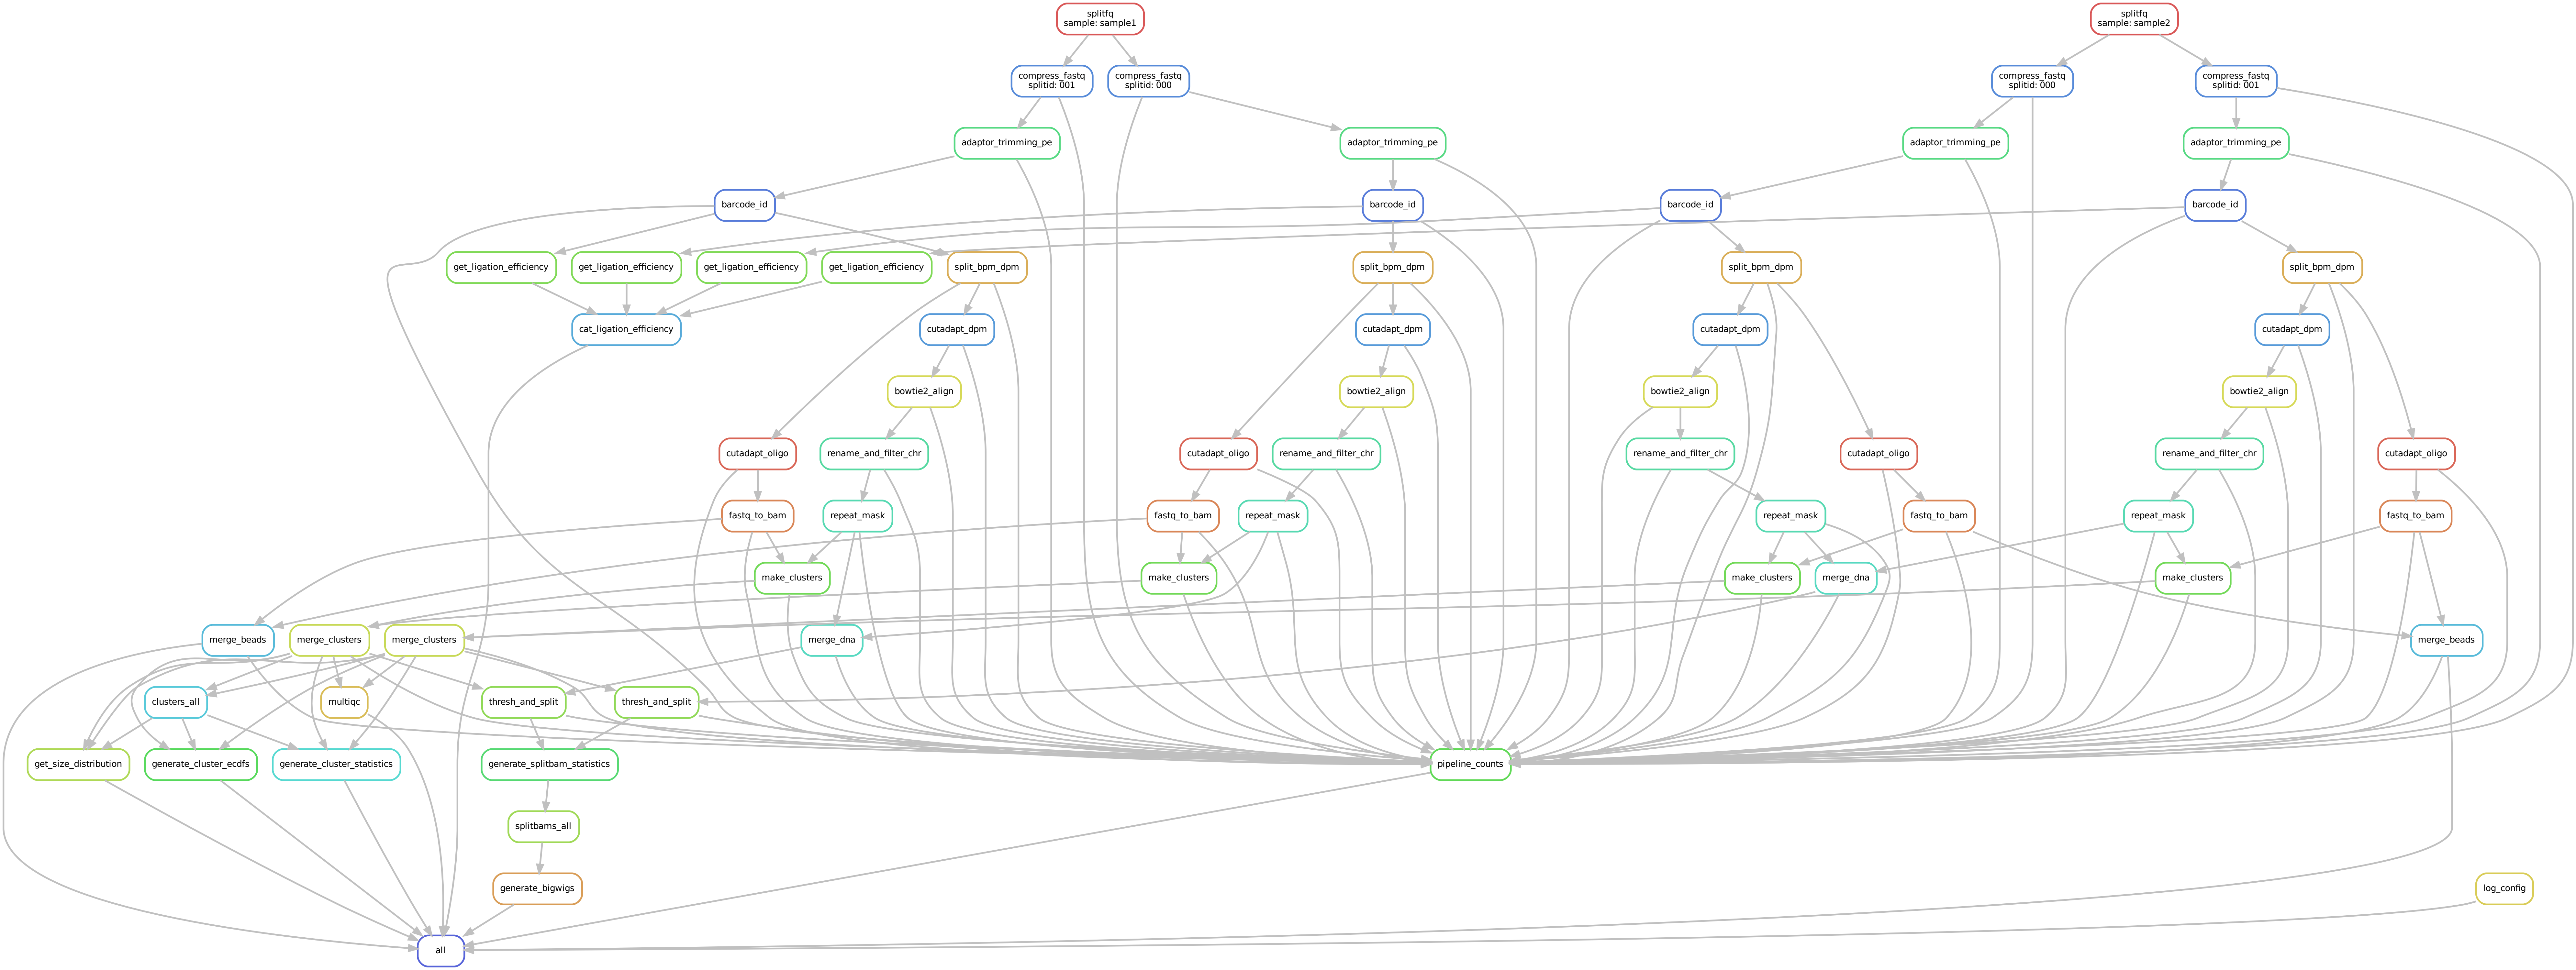 splitfq
sample: sample1
splitfq
sample: sample2
compress_fastq
splitid: 001
compress_fastq
splitid: 000
compress_fastq
splitid: 000
compress_fastq
splitid: 001
adaptor_trimming_pe
adaptor_trimming_pe
adaptor_trimming_pe
adaptor_trimming_pe
barcode_id
barcode_id
barcode_id
barcode_id
get_ligation_efficiency
get_ligation_efficiency
get_ligation_efficiency
get_ligation_efficiency
split_bpm_dpm
split_bpm_dpm
split_bpm_dpm
split_bpm_dpm
cat_ligation_efficiency
cutadapt_dpm
cutadapt_dpm
cutadapt_dpm
cutadapt_dpm
bowtie2_align
bowtie2_align
bowtie2_align
bowtie2_align
cutadapt_oligo
rename_and_filter_chr
cutadapt_oligo
rename_and_filter_chr
rename_and_filter_chr
cutadapt_oligo
rename_and_filter_chr
cutadapt_oligo
fastq_to_bam
repeat_mask
fastq_to_bam
repeat_mask
repeat_mask
fastq_to_bam
repeat_mask
fastq_to_bam
make_clusters
make_clusters
make_clusters
merge_dna
make_clusters
merge_beads
merge_clusters
merge_clusters
merge_dna
merge_beads
clusters_all
multiqc
thresh_and_split
thresh_and_split
get_size_distribution
generate_cluster_ecdfs
generate_cluster_statistics
generate_splitbam_statistics
pipeline_counts
splitbams_all
generate_bigwigs
log_config
all